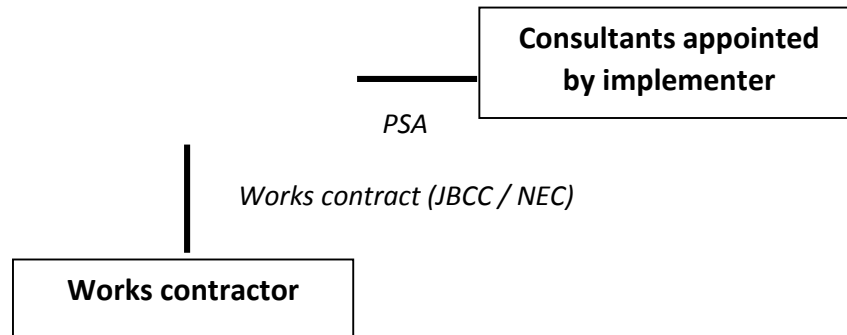 Consultants appointed
by implementer
PSA
Works contract (JBCC / NEC)
Works contractor